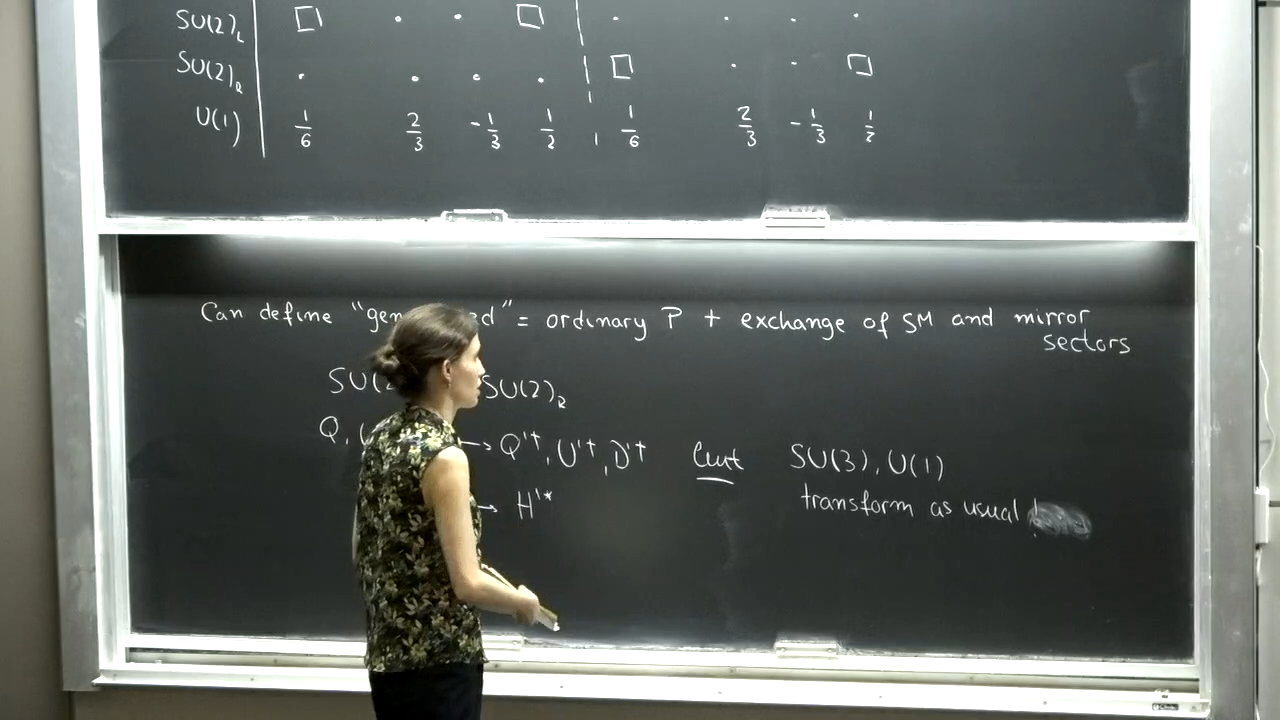 SU(2)_L □ · · □ · · · ·
SU(2)_R · · · · □ · · □
U(1) 1/6 2/3 -1/3 1/2 1/6 2/3 -1/3 1/2
Can define " " = ordinary P + exchange of SM and mirror
sectors
SU(2 SU(2)_R
Q, → Q'†, U'†, D'† but SU(3), U(1)
→ H'* transform as usual !